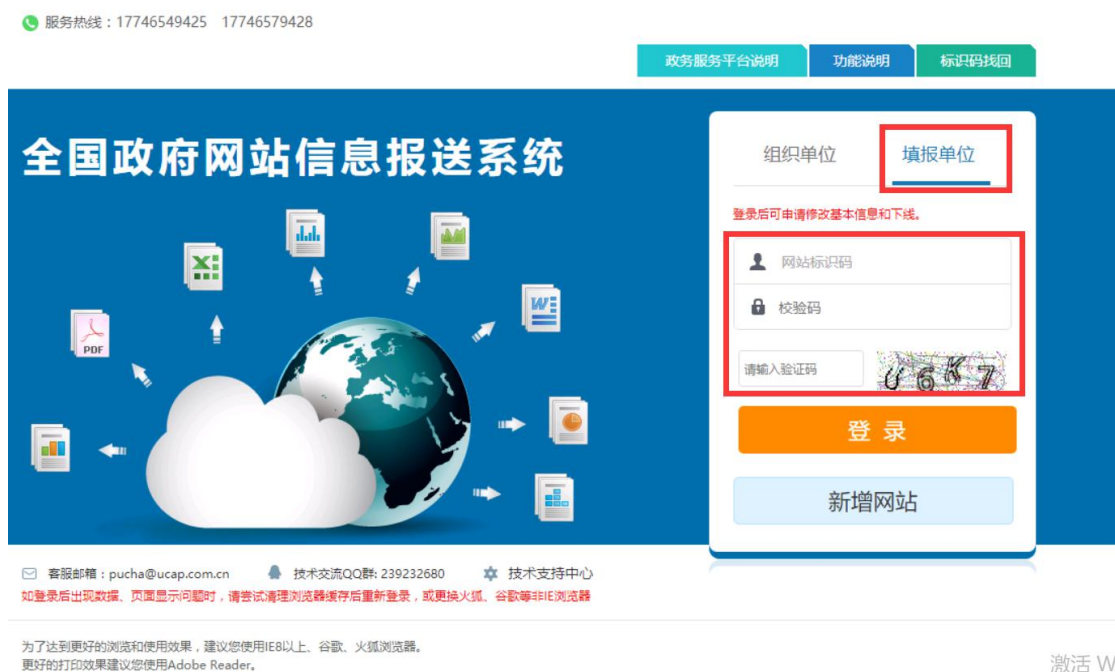 服务热线：17746549425 17746579428
政务服务平台说明 功能说明 标识码找回
全国政府网站信息报送系统
组织单位 填报单位
登录后可申请修改基本信息和下线。
网站标识码
校验码
请输入验证码 U6K7
登 录
新增网站
PDF
客服邮箱：pucha@ucap.com.cn 技术交流QQ群: 239232680 技术支持中心
如登录后出现数据、页面显示问题时，请尝试清理浏览器缓存后重新登录，或更换火狐、谷歌等非IE浏览器
为了达到更好的浏览和使用效果，建议您使用IE8以上、谷歌、火狐浏览器。
更好的打印效果建议您使用Adobe Reader。
激活 W